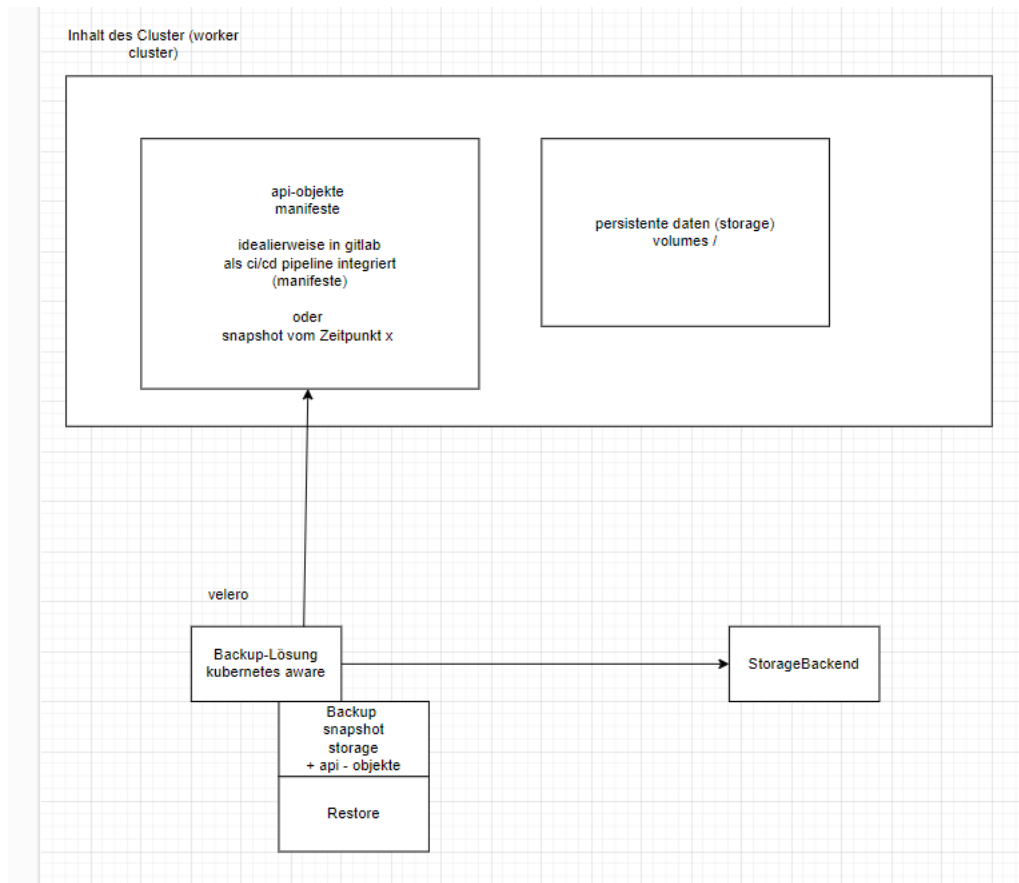 Inhalt des Cluster (worker
cluster)
api-objekte
manifeste
idealierweise in gitlab
als ci/cd pipeline integriert
(manifeste)
oder
snapshot vom Zeitpunkt x
persistente daten (storage)
volumes /
velero
Backup-Lösung
kubernetes aware
StorageBackend
Backup
snapshot
storage
+ api - objekte
Restore